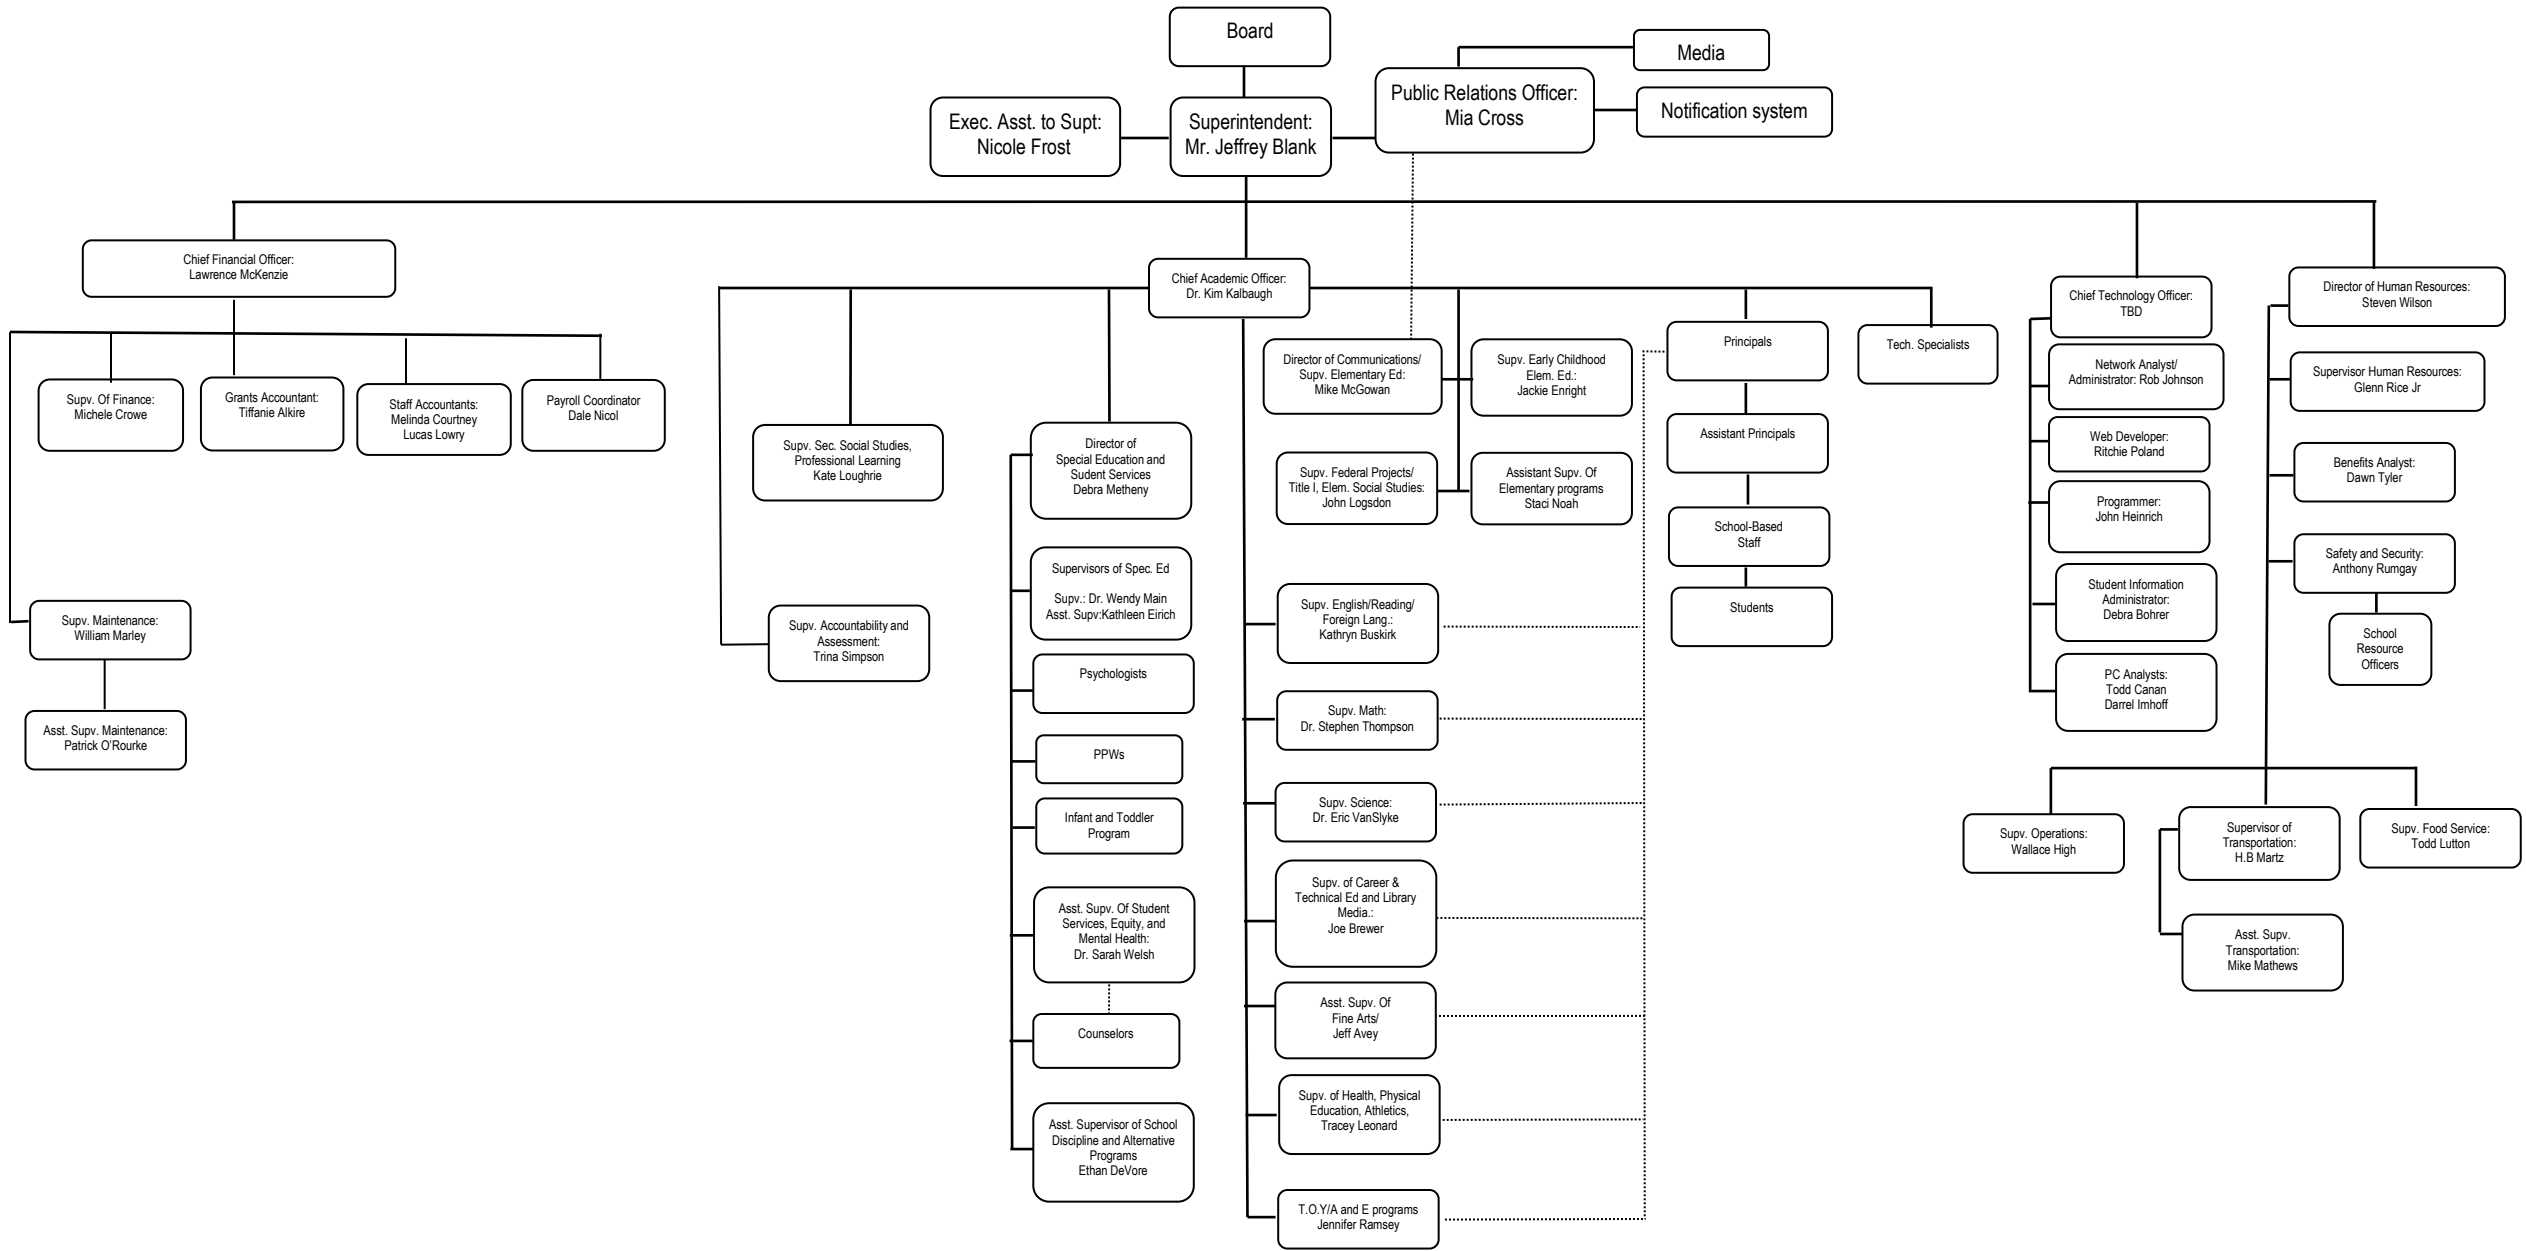 Board
Media
Public Relations Officer:
Mia Cross
Notification system
Exec. Asst. to Supt:
Nicole Frost
Superintendent:
Mr. Jeffrey Blank
Chief Financial Officer:
Lawrence McKenzie
Supv. Of Finance:
Michele Crowe
Grants Accountant:
Tiffanie Alkire
Staff Accountants:
Melinda Courtney
Lucas Lowry
Payroll Coordinator
Dale Nicol
Supv. Maintenance:
William Marley
Asst. Supv. Maintenance:
Patrick O'Rourke
Chief Academic Officer:
Dr. Kim Kalbaugh
Supv. Sec. Social Studies,
Professional Learning
Kate Loughrie
Supv. Accountability and
Assessment:
Trina Simpson
Director of
Special Education and
Sudent Services
Debra Metheny
Supervisors of Spec. Ed
Supv.: Dr. Wendy Main
Asst. Supv:Kathleen Eirich
Psychologists
PPWs
Infant and Toddler
Program
Asst. Supv. Of Student
Services, Equity, and
Mental Health:
Dr. Sarah Welsh
Counselors
Asst. Supervisor of School
Discipline and Alternative
Programs
Ethan DeVore
Director of Communications/
Supv. Elementary Ed:
Mike McGowan
Supv. Early Childhood
Elem. Ed.:
Jackie Enright
Supv. Federal Projects/
Title I, Elem. Social Studies:
John Logsdon
Assistant Supv. Of
Elementary programs
Staci Noah
Supv. English/Reading/
Foreign Lang.:
Kathryn Buskirk
Supv. Math:
Dr. Stephen Thompson
Supv. Science:
Dr. Eric VanSlyke
Supv. of Career &
Technical Ed and Library
Media.:
Joe Brewer
Asst. Supv. Of
Fine Arts/
Jeff Avey
Supv. of Health, Physical
Education, Athletics,
Tracey Leonard
T.O.Y/A and E programs
Jennifer Ramsey
Principals
Assistant Principals
School-Based
Staff
Students
Tech. Specialists
Chief Technology Officer:
TBD
Network Analyst/
Administrator: Rob Johnson
Web Developer:
Ritchie Poland
Programmer:
John Heinrich
Student Information
Administrator:
Debra Bohrer
PC Analysts:
Todd Canan
Darrel Imhoff
Director of Human Resources:
Steven Wilson
Supervisor Human Resources:
Glenn Rice Jr
Benefits Analyst:
Dawn Tyler
Safety and Security:
Anthony Rumgay
School
Resource
Officers
Supv. Operations:
Wallace High
Supervisor of
Transportation:
H.B Martz
Supv. Food Service:
Todd Lutton
Asst. Supv.
Transportation:
Mike Mathews